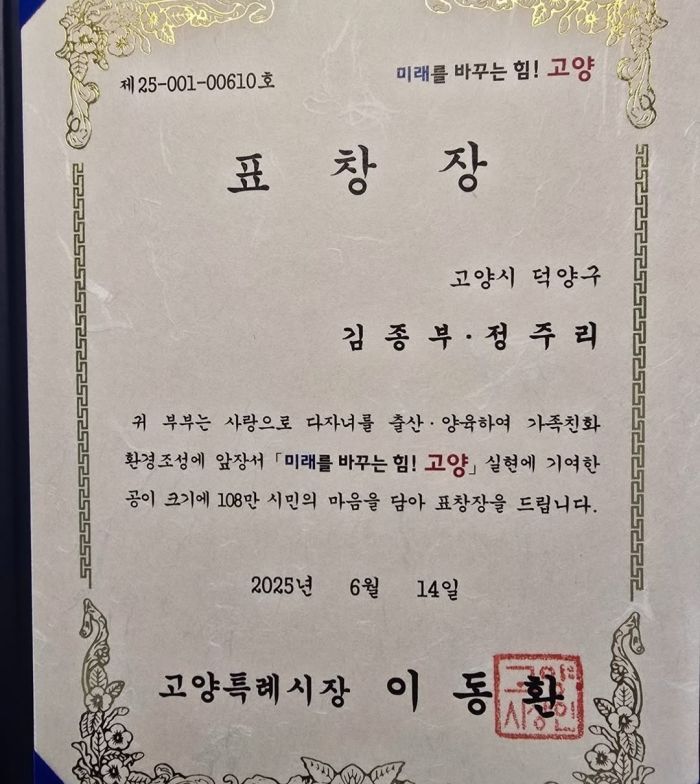 제 25-001-00610호
미래를 바꾸는 힘! 고양
표 창 장
고양시 덕양구
김 종 부 · 정 주 리
귀 부부는 사랑으로 다자녀를 출산 · 양육하여 가족친화
환경조성에 앞장서 「미래를 바꾸는 힘! 고양」 실현에 기여한
공이 크기에 108만 시민의 마음을 담아 표창장을 드립니다.
2025년 6월 14일
고양특례시장 이 동 환